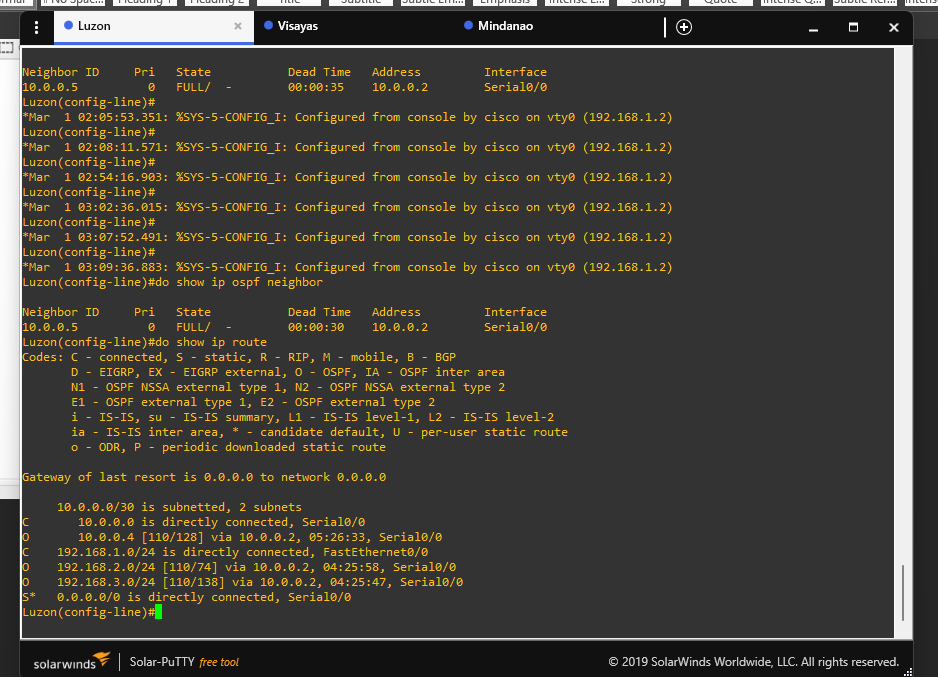 No Spac...
Heading 1
Heading 2
Title
Subtitle
Subtle Em...
Emphasis
Intense E...
Strong
Quote
Intense Q...
Subtle Ref...
Luzon
Visayas
Mindanao
Neighbor ID     Pri   State           Dead Time   Address         Interface
10.0.0.5          0   FULL/  -        00:00:35    10.0.0.2        Serial0/0
Luzon(config-line)#
*Mar  1 02:05:53.351: %SYS-5-CONFIG_I: Configured from console by cisco on vty0 (192.168.1.2)
Luzon(config-line)#
*Mar  1 02:08:11.571: %SYS-5-CONFIG_I: Configured from console by cisco on vty0 (192.168.1.2)
Luzon(config-line)#
*Mar  1 02:54:16.903: %SYS-5-CONFIG_I: Configured from console by cisco on vty0 (192.168.1.2)
Luzon(config-line)#
*Mar  1 03:02:36.015: %SYS-5-CONFIG_I: Configured from console by cisco on vty0 (192.168.1.2)
Luzon(config-line)#
*Mar  1 03:07:52.491: %SYS-5-CONFIG_I: Configured from console by cisco on vty0 (192.168.1.2)
Luzon(config-line)#
*Mar  1 03:09:36.883: %SYS-5-CONFIG_I: Configured from console by cisco on vty0 (192.168.1.2)
Luzon(config-line)#do show ip ospf neighbor
Neighbor ID     Pri   State           Dead Time   Address         Interface
10.0.0.5          0   FULL/  -        00:00:30    10.0.0.2        Serial0/0
Luzon(config-line)#do show ip route
Codes: C - connected, S - static, R - RIP, M - mobile, B - BGP
       D - EIGRP, EX - EIGRP external, O - OSPF, IA - OSPF inter area
       N1 - OSPF NSSA external type 1, N2 - OSPF NSSA external type 2
       E1 - OSPF external type 1, E2 - OSPF external type 2
       i - IS-IS, su - IS-IS summary, L1 - IS-IS level-1, L2 - IS-IS level-2
       ia - IS-IS inter area, * - candidate default, U - per-user static route
       o - ODR, P - periodic downloaded static route
Gateway of last resort is 0.0.0.0 to network 0.0.0.0
     10.0.0.0/30 is subnetted, 2 subnets
C       10.0.0.0 is directly connected, Serial0/0
O       10.0.0.4 [110/128] via 10.0.0.2, 05:26:33, Serial0/0
C    192.168.1.0/24 is directly connected, FastEthernet0/0
O    192.168.2.0/24 [110/74] via 10.0.0.2, 04:25:58, Serial0/0
O    192.168.3.0/24 [110/138] via 10.0.0.2, 04:25:47, Serial0/0
S*   0.0.0.0/0 is directly connected, Serial0/0
Luzon(config-line)#
solarwinds
Solar-PuTTY free tool
© 2019 SolarWinds Worldwide, LLC. All rights reserved.